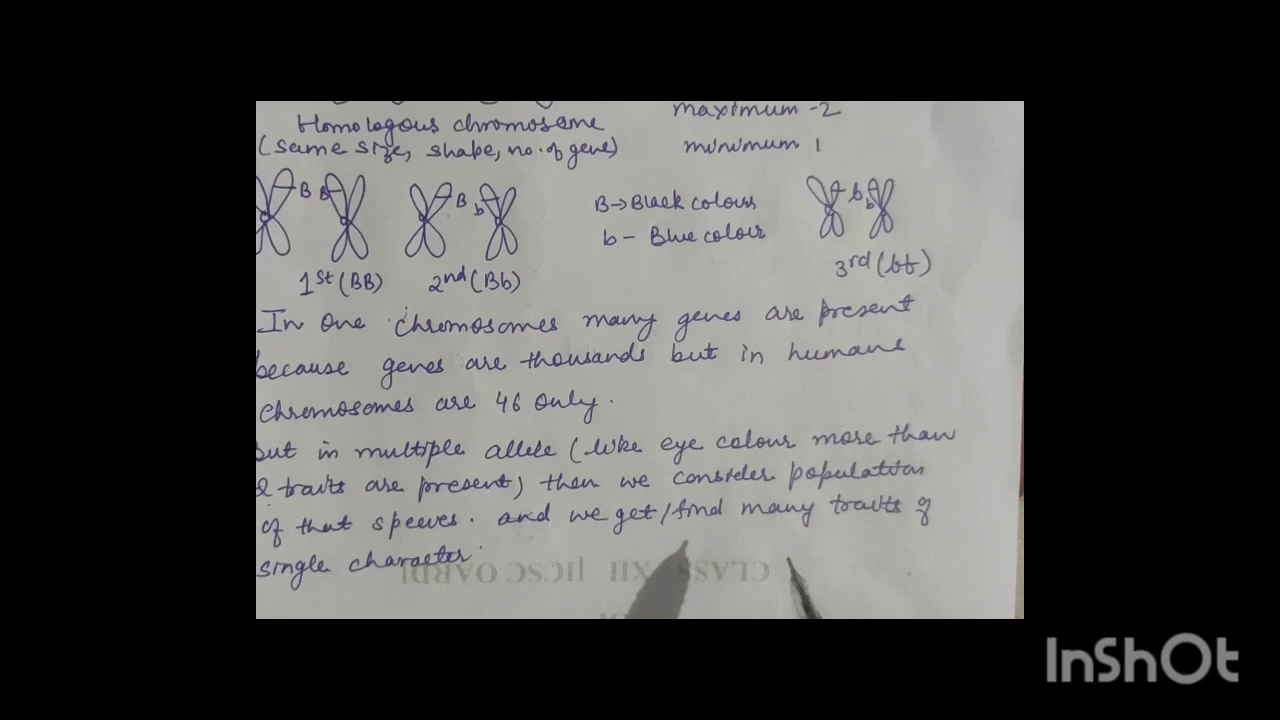 maximum -2
Homologous chromosome
(same size, shape, no. of gene)
minimum 1
B B
B b
B → Black colour
b - Blue colour
b b
1st (BB)
2nd (Bb)
3rd (bb)
In one chromosomes many genes are present
because genes are thousands but in humans
chromosomes are 46 only.
but in multiple allele (like eye colour more than
2 traits are present) then we consider population
of that species. and we get/find many traits of
single character.
CLASS XII
InShOt